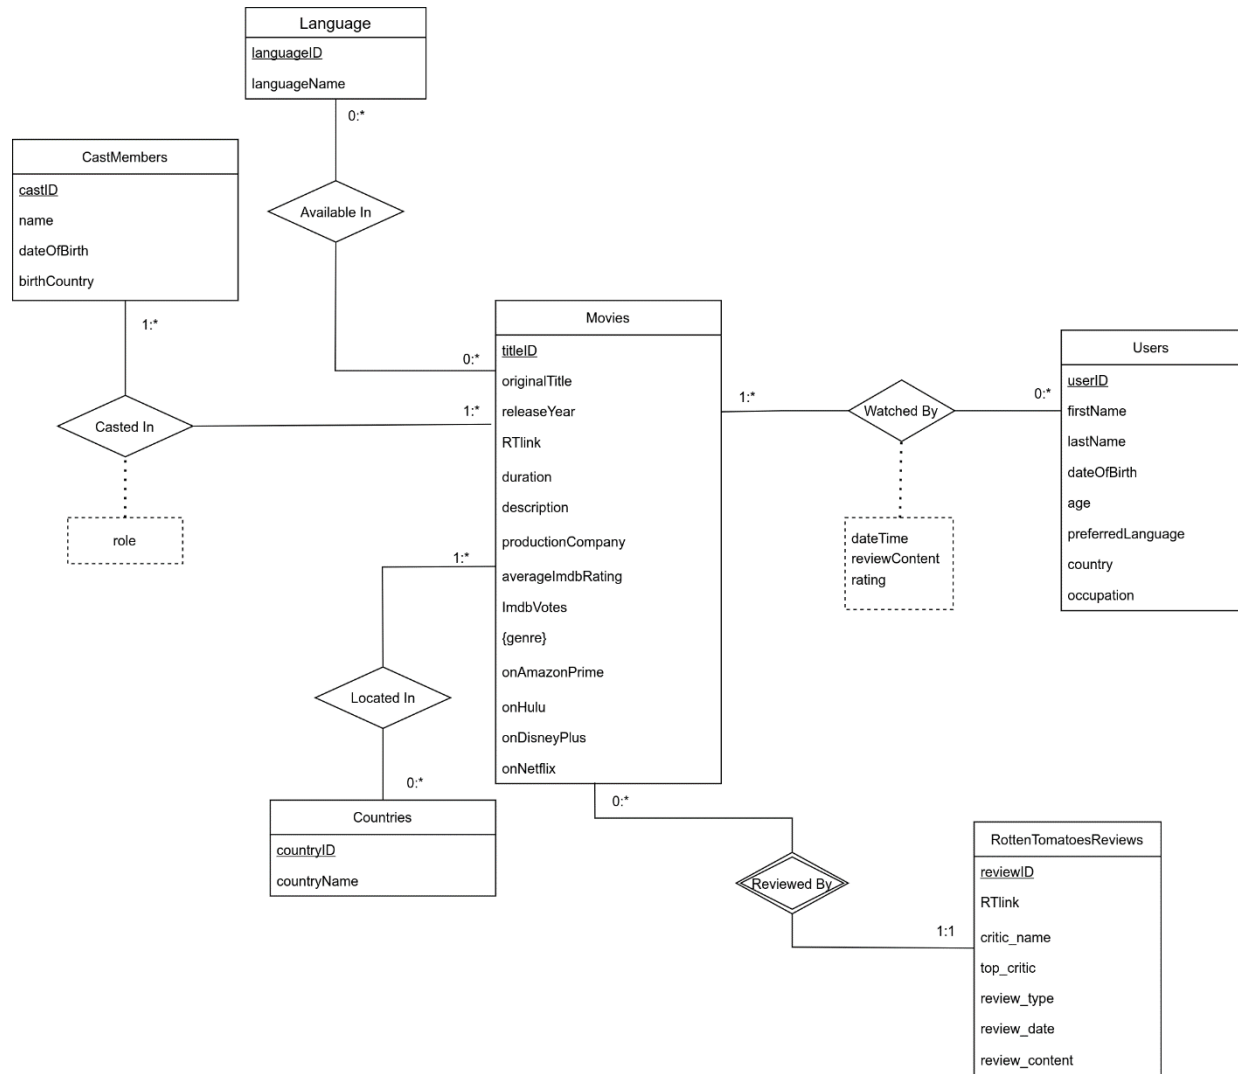 Language
languageID
languageName
0:*
Available In
0:*
CastMembers
castID
name
dateOfBirth
birthCountry
1:*
Casted In
1:*
role
Movies
titleID
originalTitle
releaseYear
RTlink
duration
description
productionCompany
averageImdbRating
ImdbVotes
{genre}
onAmazonPrime
onHulu
onDisneyPlus
onNetflix
1:*
Watched By
0:*
dateTime
reviewContent
rating
Users
userID
firstName
lastName
dateOfBirth
age
preferredLanguage
country
occupation
1:*
Located In
0:*
Countries
countryID
countryName
0:*
Reviewed By
1:1
RottenTomatoesReviews
reviewID
RTlink
critic_name
top_critic
review_type
review_date
review_content